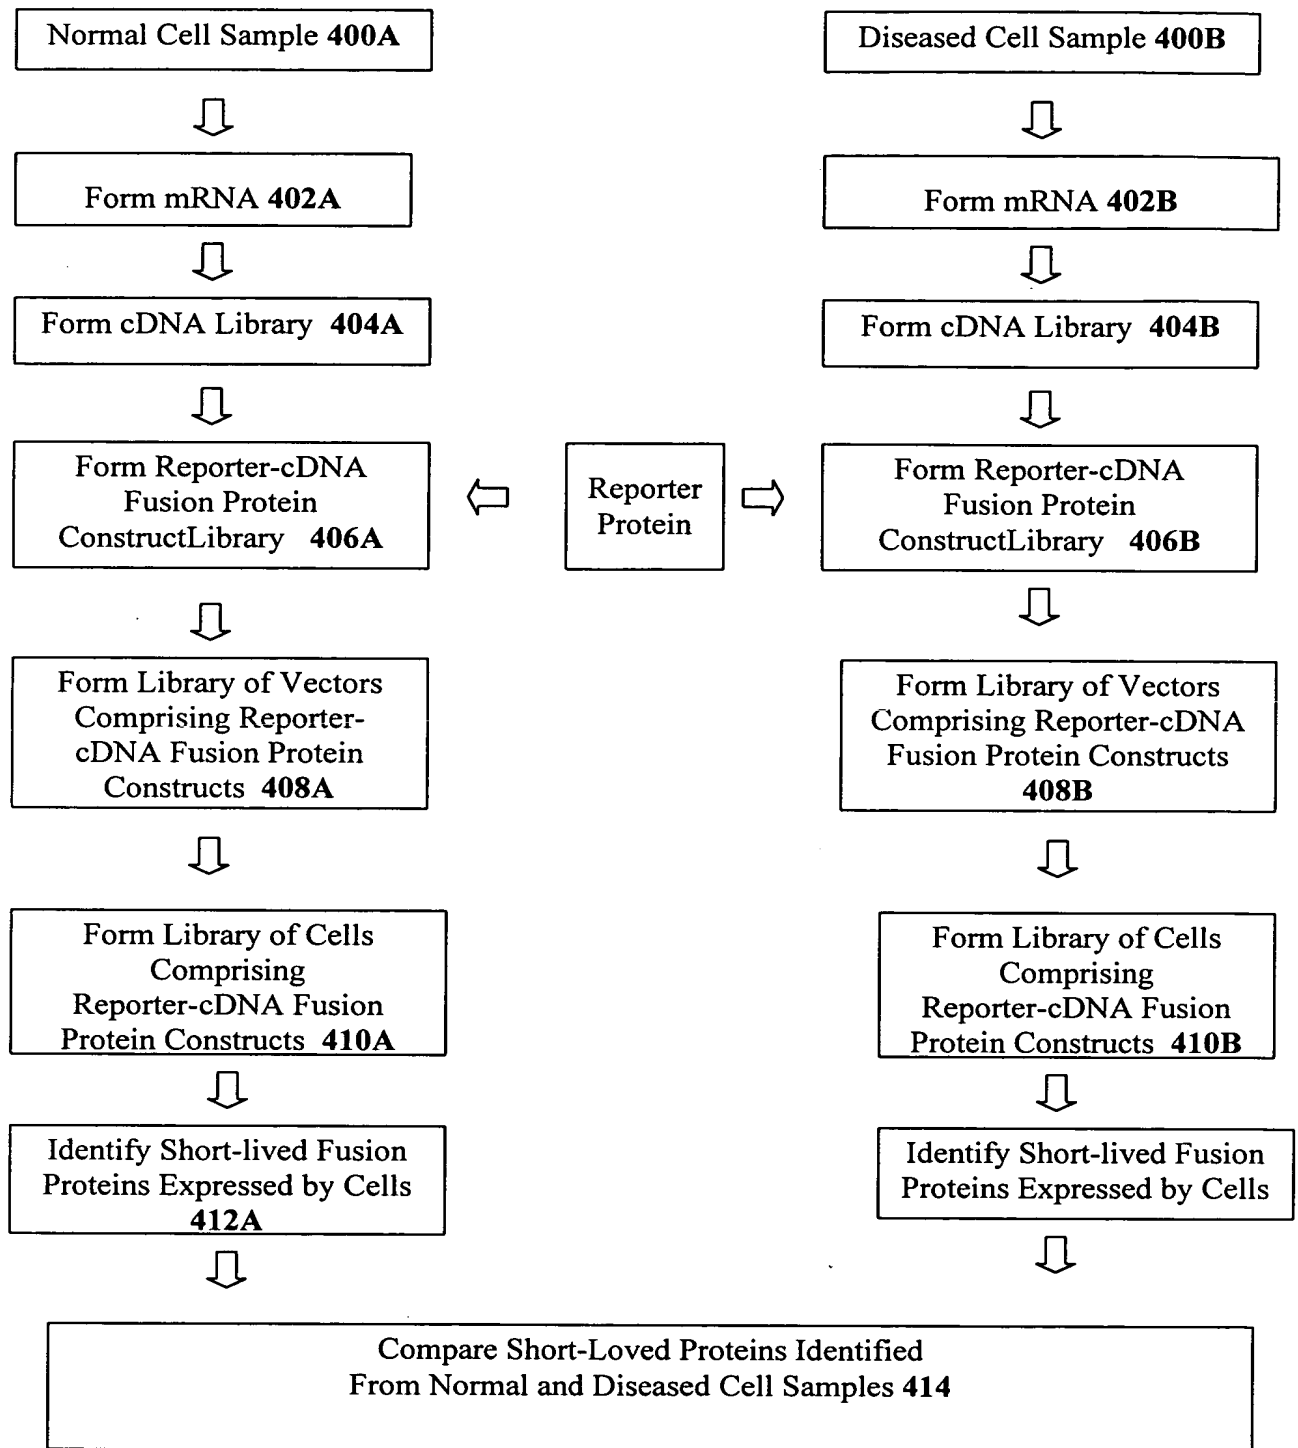 Normal Cell Sample 400A
Diseased Cell Sample 400B
Form mRNA 402A
Form mRNA 402B
Form cDNA Library 404A
Form cDNA Library 404B
Form Reporter-cDNA
Fusion Protein
ConstructLibrary 406A
Reporter
Protein
Form Reporter-cDNA
Fusion Protein
ConstructLibrary 406B
Form Library of Vectors
Comprising Reporter-
cDNA Fusion Protein
Constructs 408A
Form Library of Vectors
Comprising Reporter-cDNA
Fusion Protein Constructs
408B
Form Library of Cells
Comprising
Reporter-cDNA Fusion
Protein Constructs 410A
Form Library of Cells
Comprising
Reporter-cDNA Fusion
Protein Constructs 410B
Identify Short-lived Fusion
Proteins Expressed by Cells
412A
Identify Short-lived Fusion
Proteins Expressed by Cells
Compare Short-Loved Proteins Identified
From Normal and Diseased Cell Samples 414